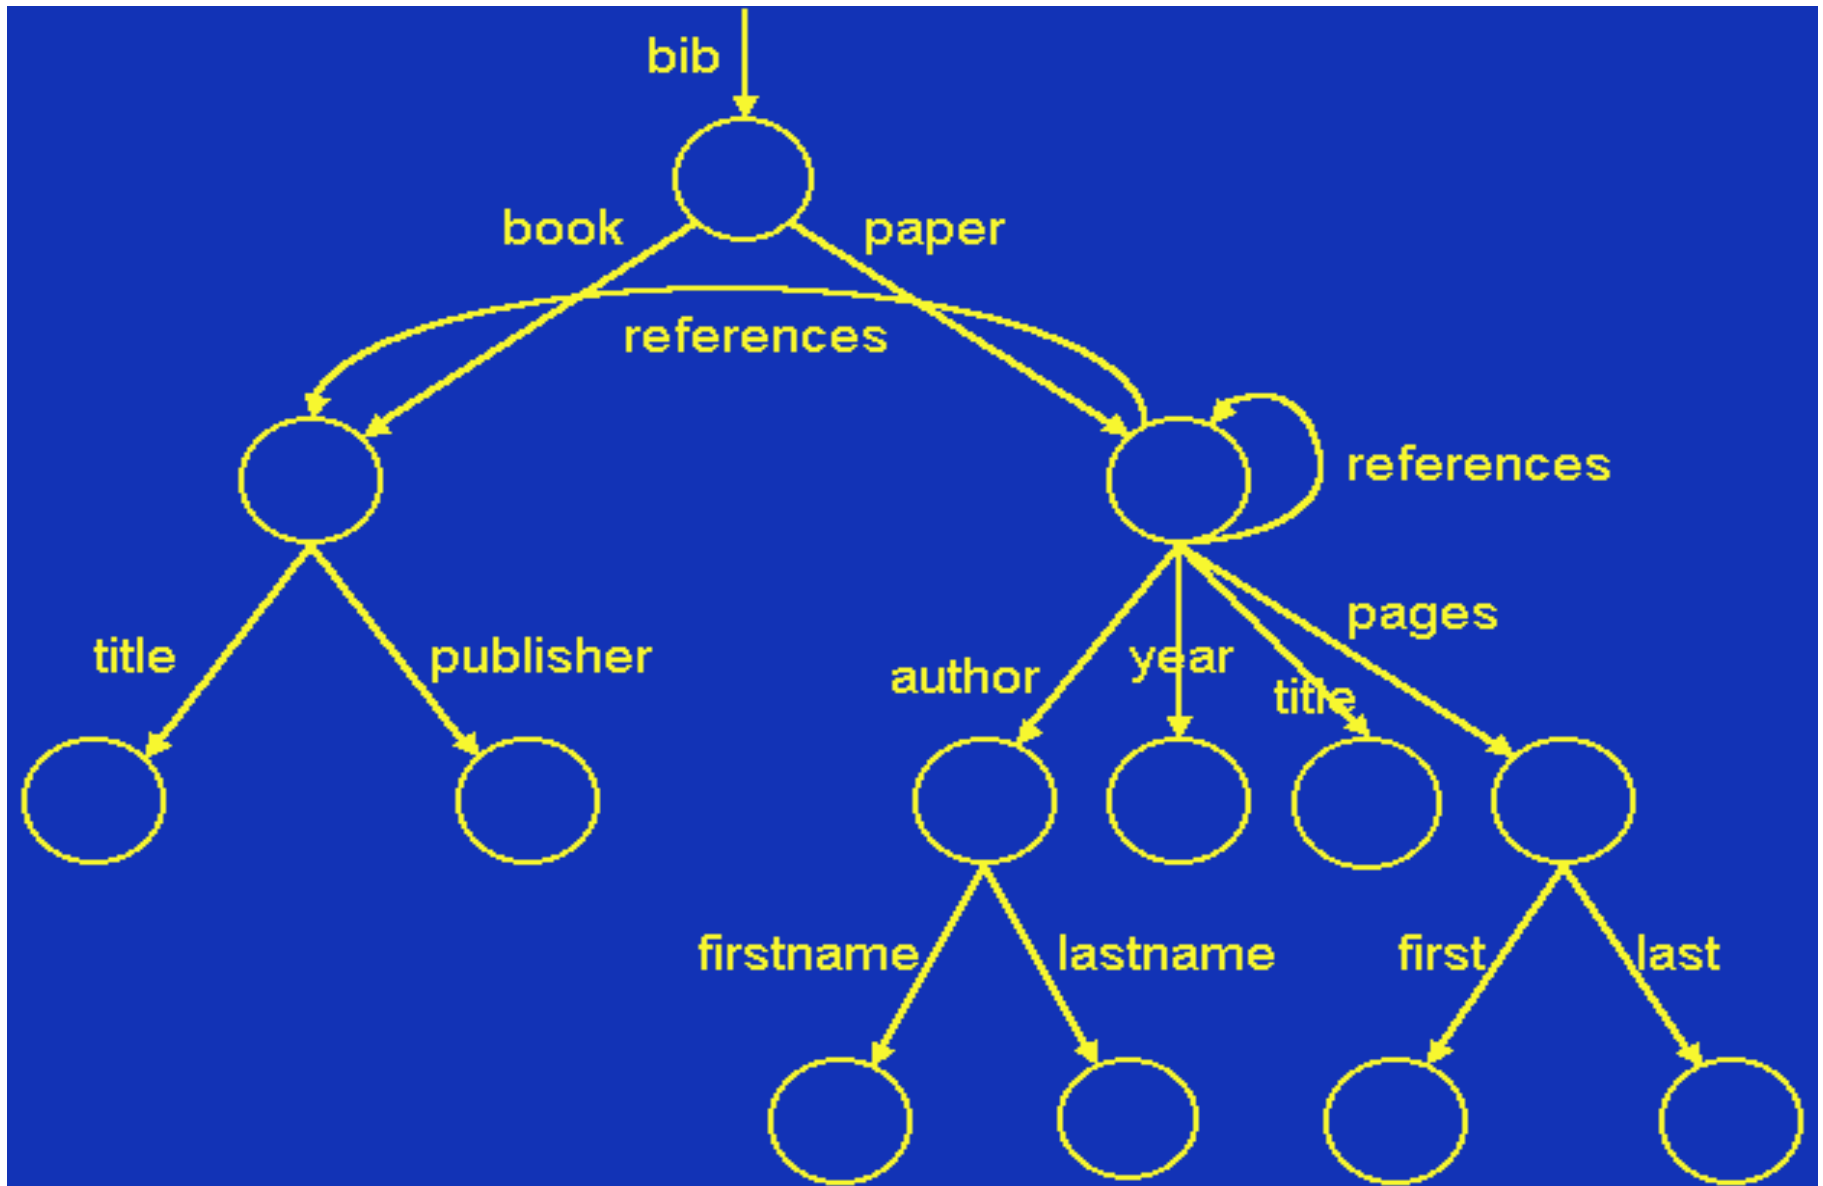 bib
book
paper
references
references
pages
title
publisher
author
year
title
firstname
lastname
first
last